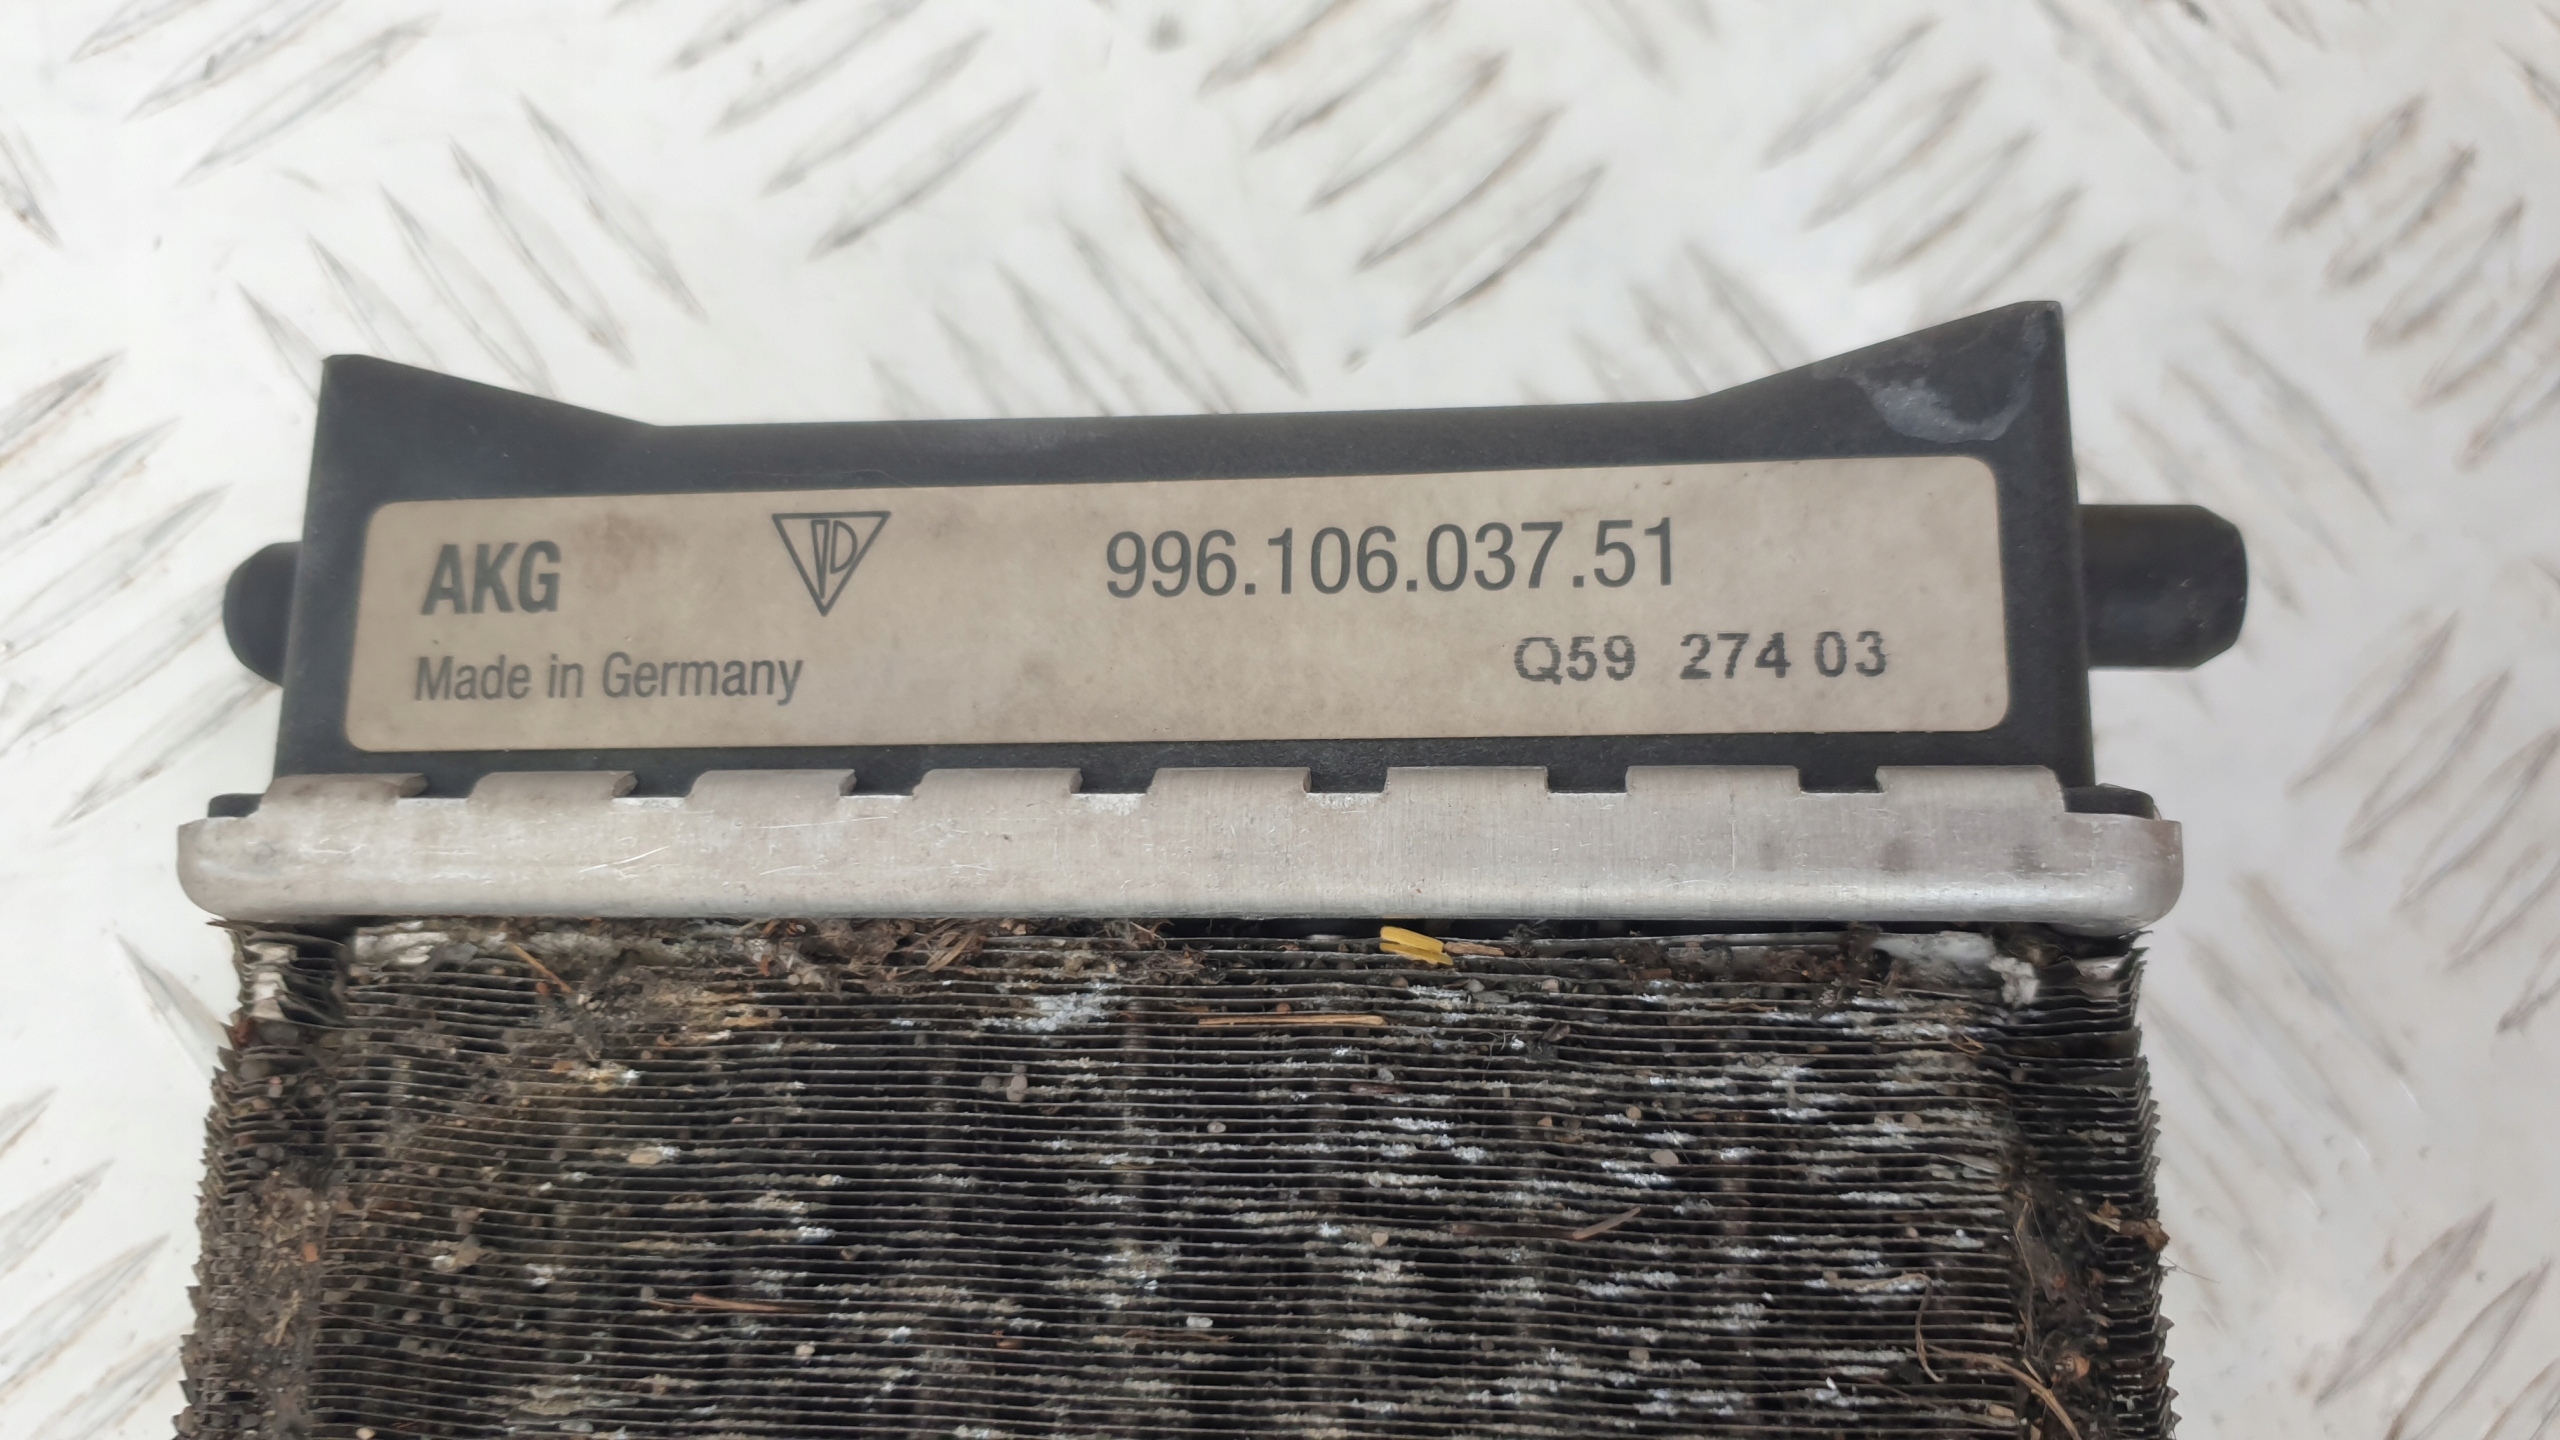 AKG 996.106.037.51
Made in Germany Q59 274 03